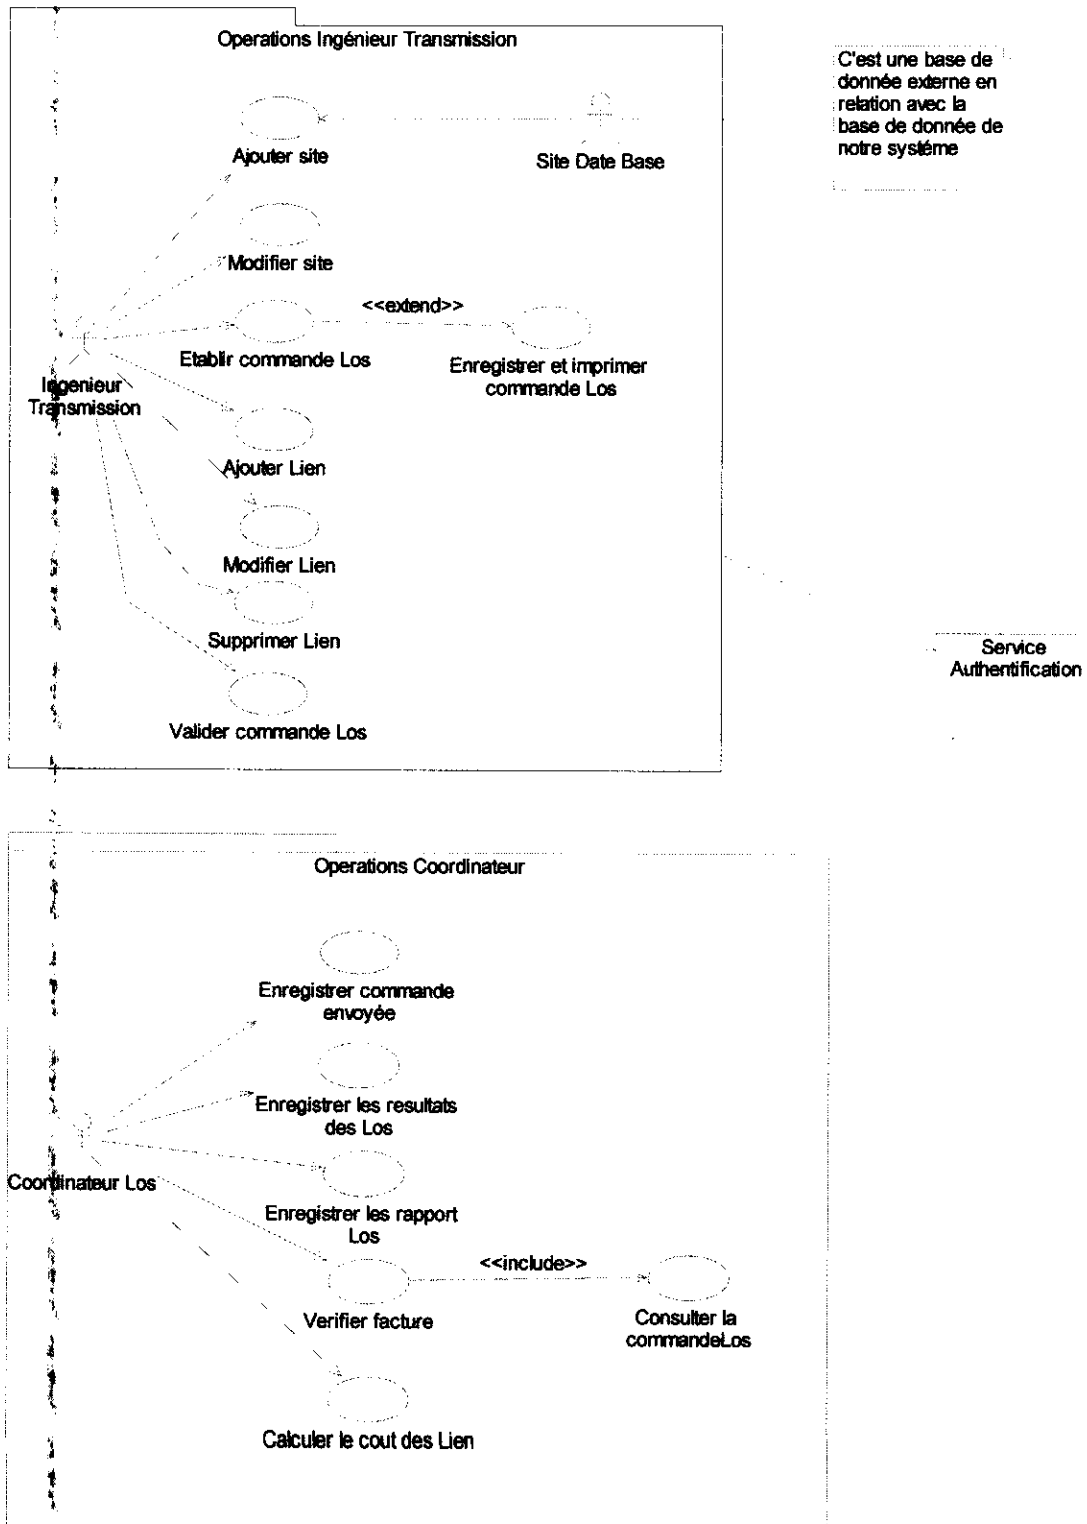 Operations Ingénieur Transmission
C'est une base de
donnée externe en
relation avec la
base de donnée de
notre systéme
Ajouter site
Site Date Base
Modifier site
<<extend>>
Etablir commande Los
Enregistrer et imprimer
commande Los
Ingenieur
Transmission
Ajouter Lien
Modifier Lien
Supprimer Lien
Service
Authentification
Valider commande Los
Operations Coordinateur
Enregistrer commande
envoyée
Enregistrer les resultats
des Los
Coordinateur Los
Enregistrer les rapport
Los
<<include>>
Verifier facture
Consulter la
commandeLos
Calculer le cout des Lien